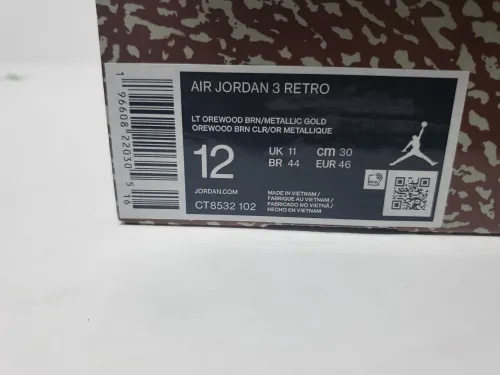 AIR JORDAN 3 RETRO
LT OREWOOD BRN/METALLIC GOLD
OREWOOD BRN CLR/OR METALLIQUE
12
UK 11 cm 30
BR 44 EUR 46
JORDAN.COM
CT8532 102
MADE IN VIETNAM /
FABRIQUE AU VIETNAM /
FABRICADO NO VIETNÃ /
HECHO EN VIETNAM
1 96608 22030 5 16